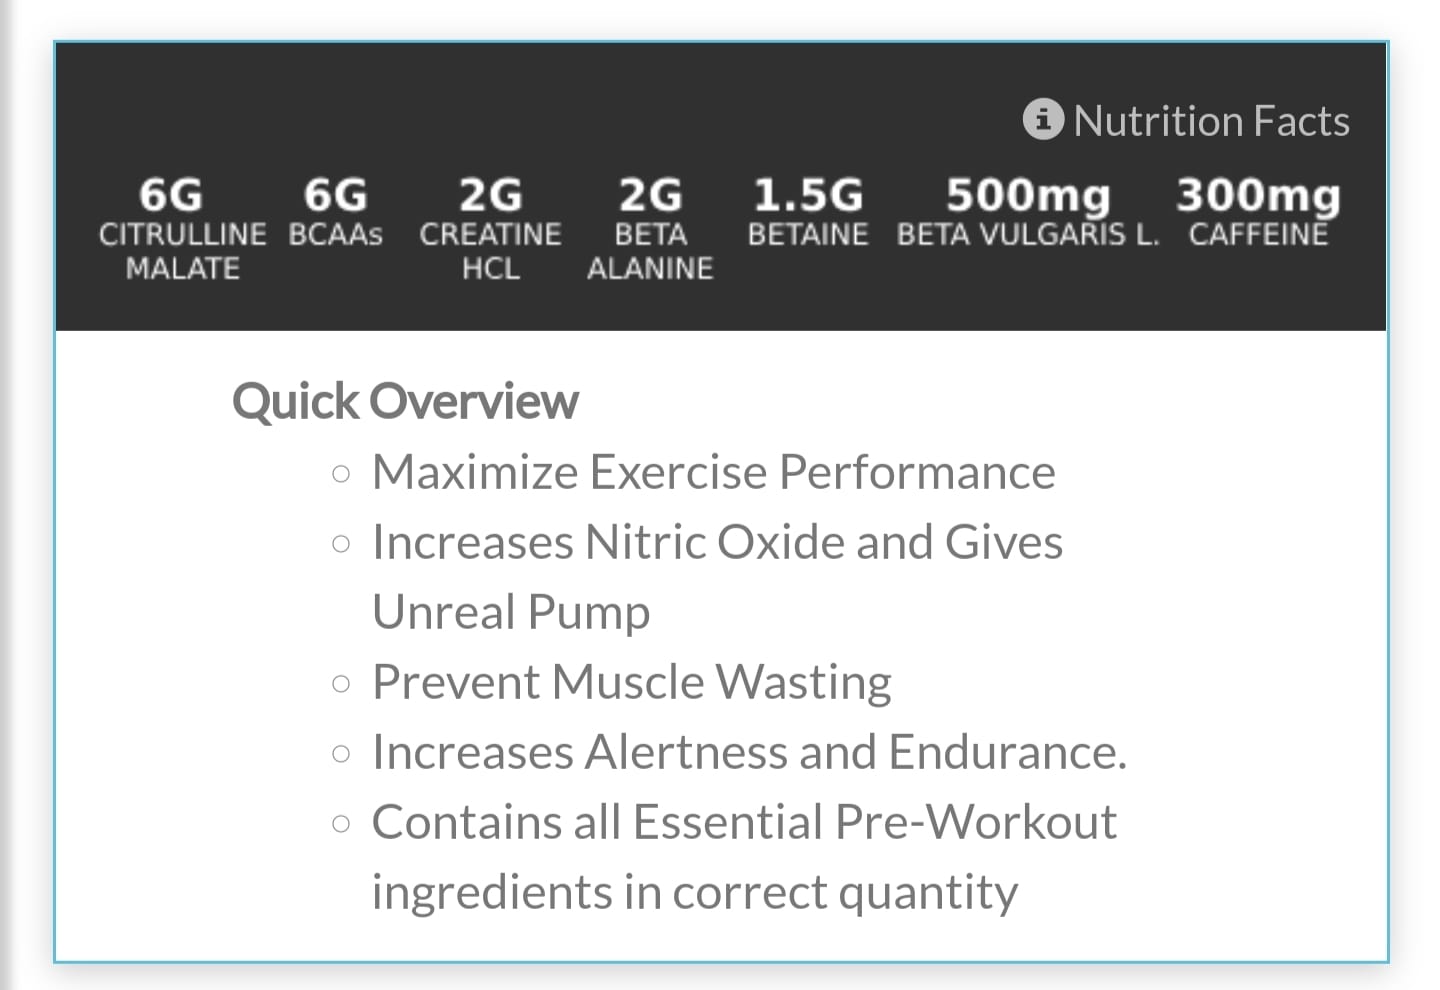 Nutrition Facts
6G 6G 2G 2G 1.5G 500mg 300mg
CITRULLINE BCAAs CREATINE BETA BETAINE BETA VULGARIS L. CAFFEINE
MALATE HCL ALANINE
Quick Overview
Maximize Exercise Performance
Increases Nitric Oxide and Gives
Unreal Pump
Prevent Muscle Wasting
Increases Alertness and Endurance.
Contains all Essential Pre-Workout
ingredients in correct quantity